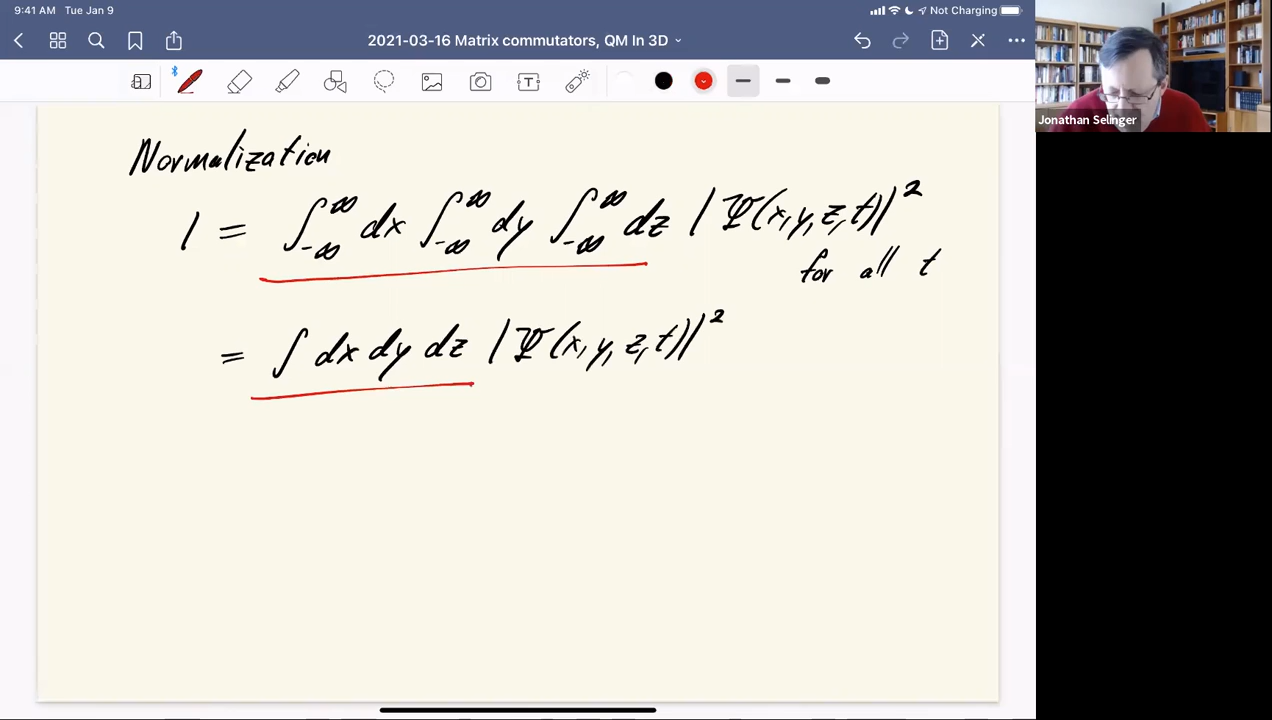 9:41 AM Tue Jan 9
Not Charging
2021-03-16 Matrix commutators, QM In 3D
T
Jonathan Selinger
Normalization
1 = ∫_{-∞}^{∞} dx ∫_{-∞}^{∞} dy ∫_{-∞}^{∞} dz |Ψ(x,y,z,t)|²
for all t
= ∫ dx dy dz |Ψ(x,y,z,t)|²